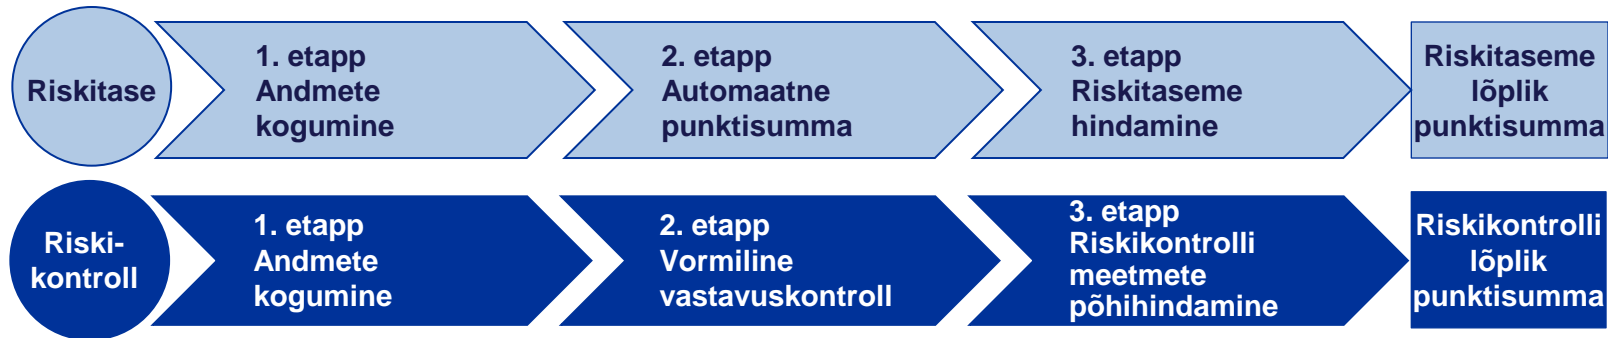 Riskitase
1. etapp
Andmete
kogumine
2. etapp
Automaatne
punktisumma
3. etapp
Riskitaseme
hindamine
Riskitaseme
lõplik
punktisumma
Riski-
kontroll
1. etapp
Andmete
kogumine
2. etapp
Vormiline
vastavuskontroll
3. etapp
Riskikontrolli
meetmete
põhihindamine
Riskikontrolli
lõplik
punktisumma